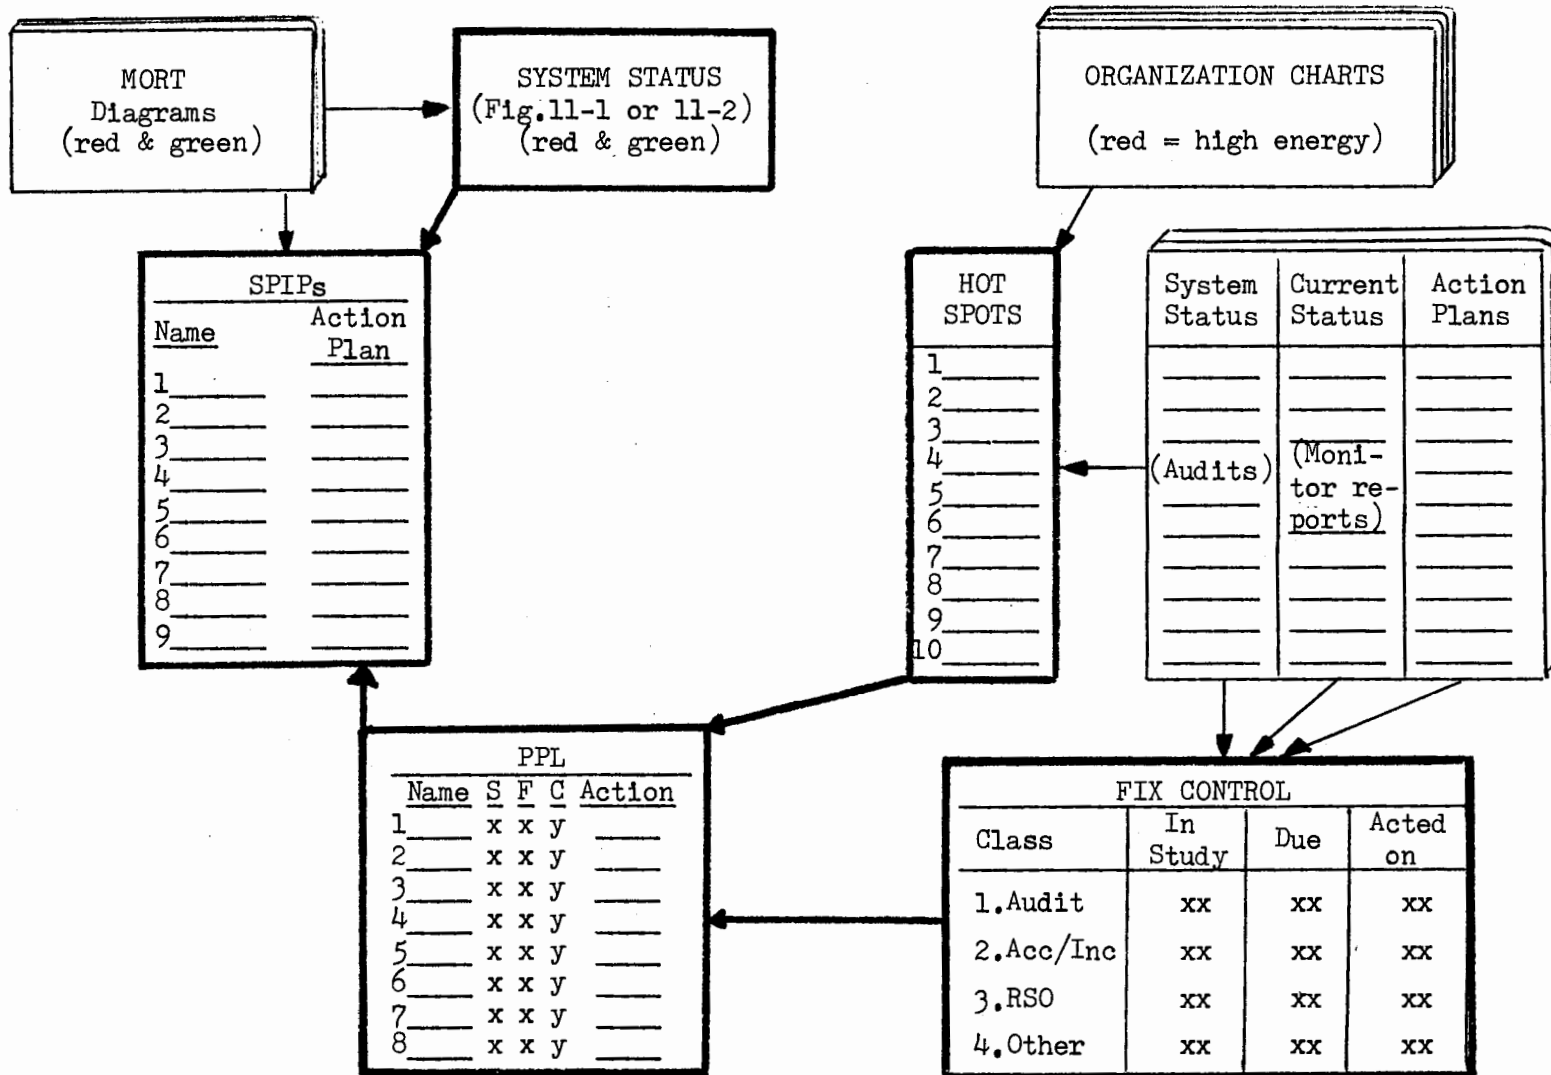 MORT
Diagrams
(red & green)
SYSTEM STATUS
(Fig.11-1 or 11-2)
(red & green)
ORGANIZATION CHARTS
(red = high energy)
SPIPs
Name Action
Plan
1
2
3
4
5
6
7
8
9
HOT
SPOTS
1
2
3
4
5
6
7
8
9
10
System Current Action
Status Status Plans
(Audits) (Moni-
tor re-
ports)
PPL
Name S F C Action
1 x x y
2 x x y
3 x x y
4 x x y
5 x x y
6 x x y
7 x x y
8 x x y
FIX CONTROL
Class In Study Due Acted on
1.Audit xx xx xx
2.Acc/Inc xx xx xx
3.RSO xx xx xx
4.Other xx xx xx